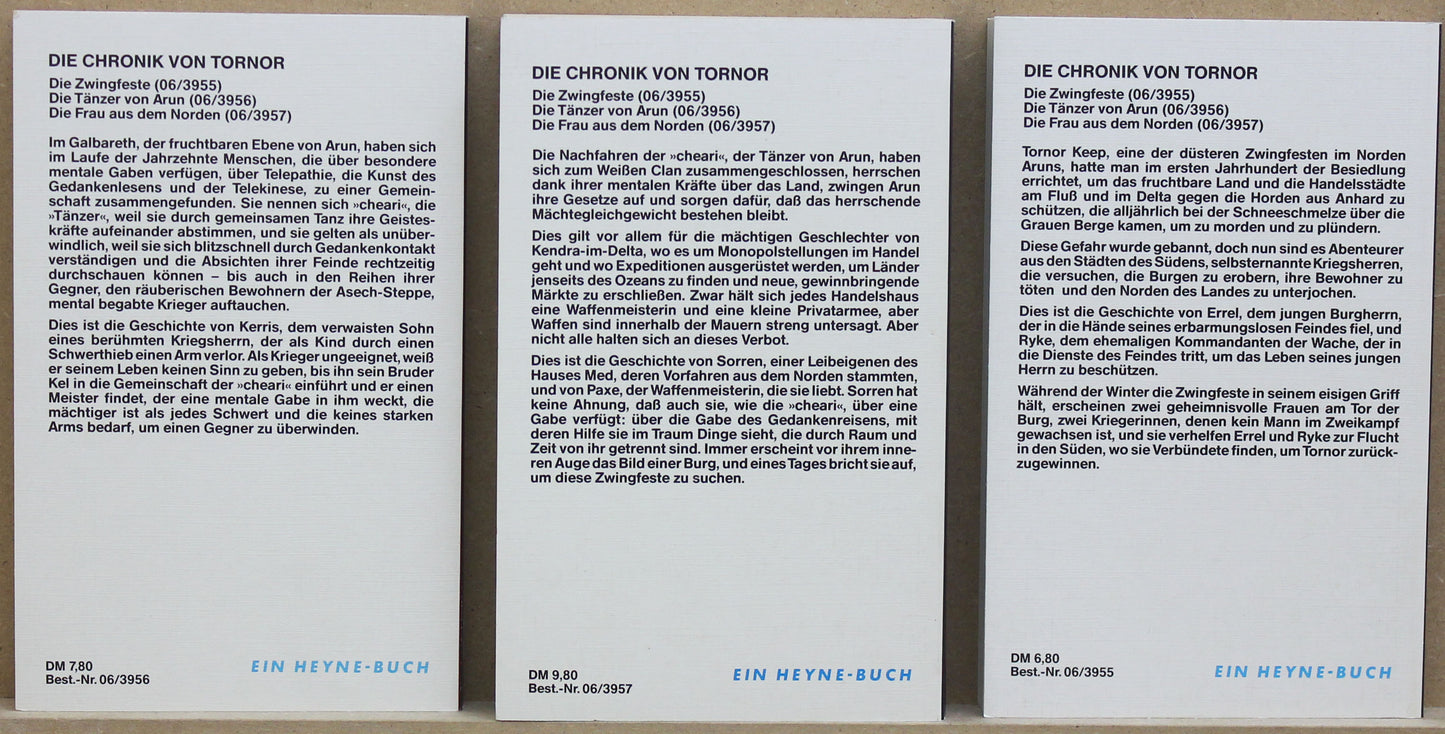 DIE CHRONIK VON TORNOR
Die Zwingfeste (06/3955)
Die Tänzer von Arun (06/3956)
Die Frau aus dem Norden (06/3957)
Im Galbareth, der fruchtbaren Ebene von Arun, haben sich
im Laufe der Jahrzehnte Menschen, die über besondere
mentale Gaben verfügen, über Telepathie, die Kunst des
Gedankenlesens und der Telekinese, zu einer Gemein-
schaft zusammengefunden. Sie nennen sich »cheari«, die
»Tänzer«, weil sie durch gemeinsamen Tanz ihre Geistes-
kräfte aufeinander abstimmen, und sie gelten als unüber-
windlich, weil sie sich blitzschnell durch Gedankenkontakt
verständigen und die Absichten ihrer Feinde rechtzeitig
durchschauen können – bis auch in den Reihen ihrer
Gegner, den räuberischen Bewohnern der Asech-Steppe,
mental begabte Krieger auftauchen.
Dies ist die Geschichte von Kerris, dem verwaisten Sohn
eines berühmten Kriegsherrn, der als Kind durch einen
Schwerthieb einen Arm verlor. Als Krieger ungeeignet, weiß
er seinem Leben keinen Sinn zu geben, bis ihn sein Bruder
Kel in die Gemeinschaft der »cheari« einführt und er einen
Meister findet, der eine mentale Gabe in ihm weckt, die
mächtiger ist als jedes Schwert und die keines starken
Arms bedarf, um einen Gegner zu überwinden.
DM 7,80
Best.-Nr. 06/3956
EIN HEYNE-BUCH
DIE CHRONIK VON TORNOR
Die Zwingfeste (06/3955)
Die Tänzer von Arun (06/3956)
Die Frau aus dem Norden (06/3957)
Die Nachfahren der »cheari«, der Tänzer von Arun, haben
sich zum Weißen Clan zusammengeschlossen, herrschen
dank ihrer mentalen Kräfte über das Land, zwingen Arun
ihre Gesetze auf und sorgen dafür, daß das herrschende
Mächtegleichgewicht bestehen bleibt.
Dies gilt vor allem für die mächtigen Geschlechter von
Kendra-im-Delta, wo es um Monopolstellungen im Handel
geht und wo Expeditionen ausgerüstet werden, um Länder
jenseits des Ozeans zu finden und neue, gewinnbringende
Märkte zu erschließen. Zwar hält sich jedes Handelshaus
eine Waffenmeisterin und eine kleine Privatarmee, aber
Waffen sind innerhalb der Mauern streng untersagt. Aber
nicht alle halten sich an dieses Verbot.
Dies ist die Geschichte von Sorren, einer Leibeigenen des
Hauses Med, deren Vorfahren aus dem Norden stammten,
und von Paxe, der Waffenmeisterin, die sie liebt. Sorren hat
keine Ahnung, daß auch sie, wie die »cheari«, über eine
Gabe verfügt: über die Gabe des Gedankenreisens, mit
deren Hilfe sie im Traum Dinge sieht, die durch Raum und
Zeit von ihr getrennt sind. Immer erscheint vor ihrem inne-
ren Auge das Bild einer Burg, und eines Tages bricht sie auf,
um diese Zwingfeste zu suchen.
DM 9,80
Best.-Nr. 06/3957
EIN HEYNE-BUCH
DIE CHRONIK VON TORNOR
Die Zwingfeste (06/3955)
Die Tänzer von Arun (06/3956)
Die Frau aus dem Norden (06/3957)
Tornor Keep, eine der düsteren Zwingfesten im Norden
Aruns, hatte man im ersten Jahrhundert der Besiedlung
errichtet, um das fruchtbare Land und die Handelsstädte
am Fluß und im Delta gegen die Horden aus Anhard zu
schützen, die alljährlich bei der Schneeschmelze über die
Grauen Berge kamen, um zu morden und zu plündern.
Diese Gefahr wurde gebannt, doch nun sind es Abenteurer
aus den Städten des Südens, selbsternannte Kriegsherren,
die versuchen, die Burgen zu erobern, ihre Bewohner zu
töten und den Norden des Landes zu unterjochen.
Dies ist die Geschichte von Errel, dem jungen Burgherrn,
der in die Hände seines erbarmungslosen Feindes fiel, und
Ryke, dem ehemaligen Kommandanten der Wache, der in
die Dienste des Feindes tritt, um das Leben seines jungen
Herrn zu beschützen.
Während der Winter die Zwingfeste in seinem eisigen Griff
hält, erscheinen zwei geheimnisvolle Frauen am Tor der
Burg, zwei Kriegerinnen, denen kein Mann im Zweikampf
gewachsen ist, und sie verhelfen Errel und Ryke zur Flucht
in den Süden, wo sie Verbündete finden, um Tornor zurück-
zugewinnen.
DM 6,80
Best.-Nr. 06/3955
EIN HEYNE-BUCH